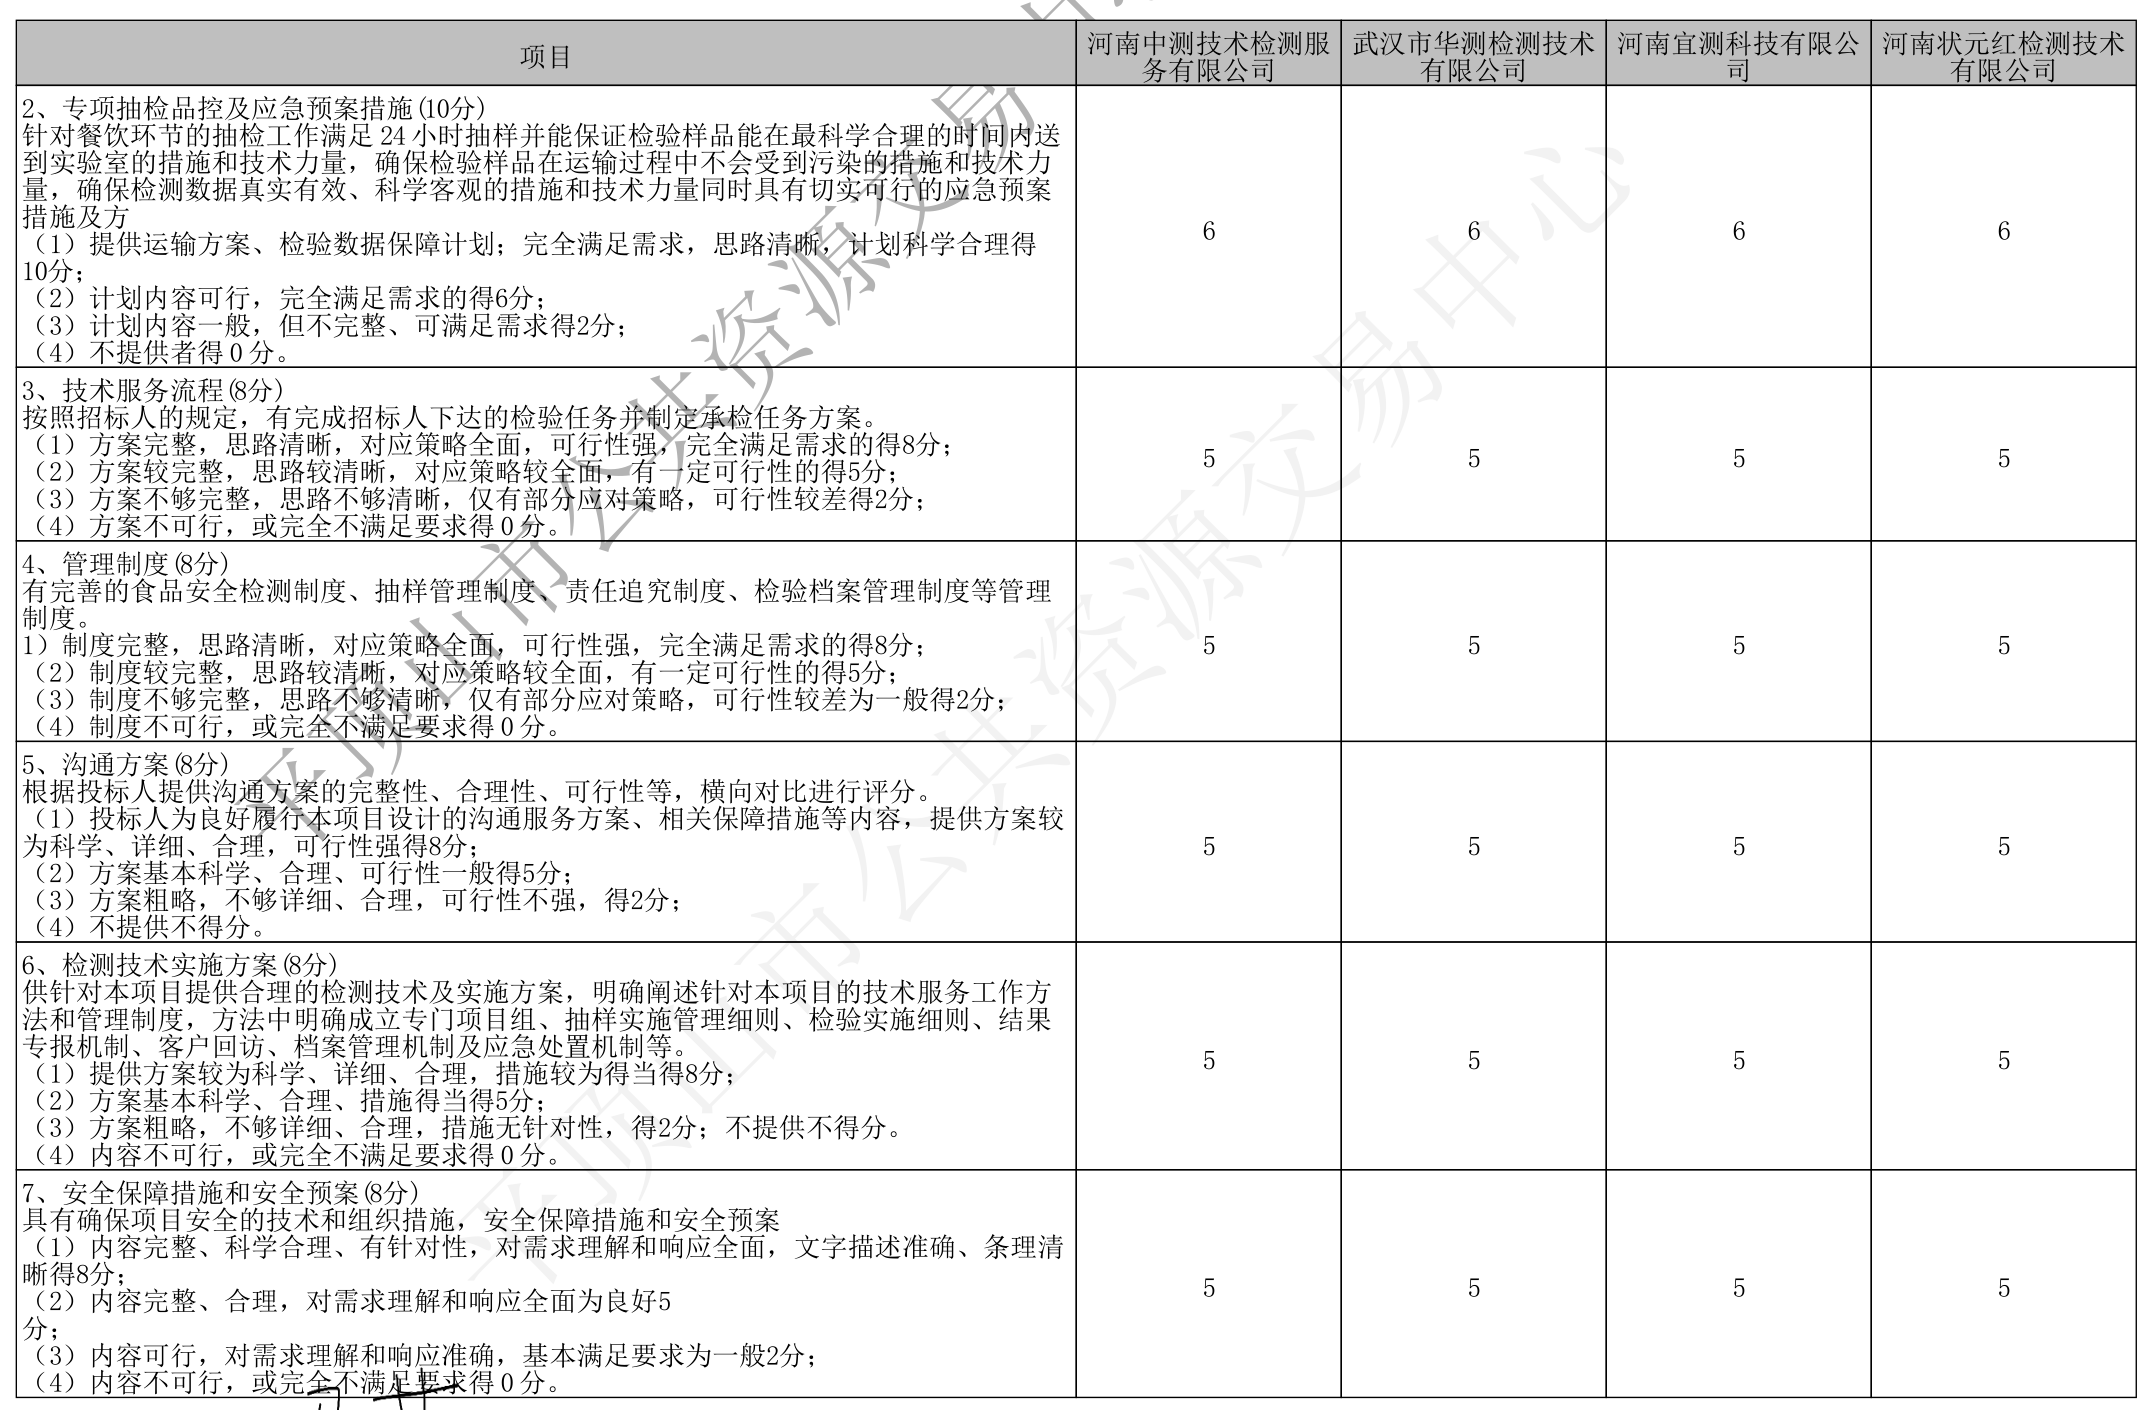 项目
河南中测技术检测服
务有限公司
武汉市华测检测技术
有限公司
河南宜测科技有限公
司
河南状元红检测技术
有限公司
2、专项抽检品控及应急预案措施(10分)
针对餐饮环节的抽检工作满足 24 小时抽样并能保证检验样品能在最科学合理的时间内送
到实验室的措施和技术力量，确保检验样品在运输过程中不会受到污染的措施和技术力
量，确保检测数据真实有效、科学客观的措施和技术力量同时具有切实可行的应急预案
措施及方
（1）提供运输方案、检验数据保障计划；完全满足需求，思路清晰，计划科学合理得
10分；
（2）计划内容可行，完全满足需求的得6分；
（3）计划内容一般，但不完整、可满足需求得2分；
（4）不提供者得 0 分。
6
6
6
6
3、技术服务流程(8分)
按照招标人的规定，有完成招标人下达的检验任务并制定承检任务方案。
（1）方案完整，思路清晰，对应策略全面，可行性强，完全满足需求的得8分；
（2）方案较完整，思路较清晰，对应策略较全面，有一定可行性的得5分；
（3）方案不够完整，思路不够清晰，仅有部分应对策略，可行性较差得2分；
（4）方案不可行，或完全不满足要求得 0 分。
5
5
5
5
4、管理制度(8分)
有完善的食品安全检测制度、抽样管理制度、责任追究制度、检验档案管理制度等管理
制度。
1）制度完整，思路清晰，对应策略全面，可行性强，完全满足需求的得8分；
（2）制度较完整，思路较清晰，对应策略较全面，有一定可行性的得5分；
（3）制度不够完整，思路不够清晰，仅有部分应对策略，可行性较差为一般得2分；
（4）制度不可行，或完全不满足要求得 0 分。
5
5
5
5
5、沟通方案(8分)
根据投标人提供沟通方案的完整性、合理性、可行性等，横向对比进行评分。
（1）投标人为良好履行本项目设计的沟通服务方案、相关保障措施等内容，提供方案较
为科学、详细、合理，可行性强得8分；
（2）方案基本科学、合理、可行性一般得5分；
（3）方案粗略，不够详细、合理，可行性不强，得2分；
（4）不提供不得分。
5
5
5
5
6、检测技术实施方案(8分)
供针对本项目提供合理的检测技术及实施方案，明确阐述针对本项目的技术服务工作方
法和管理制度，方法中明确成立专门项目组、抽样实施管理细则、检验实施细则、结果
专报机制、客户回访、档案管理机制及应急处置机制等。
（1）提供方案较为科学、详细、合理，措施较为得当得8分；
（2）方案基本科学、合理、措施得当得5分；
（3）方案粗略，不够详细、合理，措施无针对性，得2分；不提供不得分。
（4）内容不可行，或完全不满足要求得 0 分。
5
5
5
5
7、安全保障措施和安全预案(8分)
具有确保项目安全的技术和组织措施，安全保障措施和安全预案
（1）内容完整、科学合理、有针对性，对需求理解和响应全面，文字描述准确、条理清
晰得8分；
（2）内容完整、合理，对需求理解和响应全面为良好5
分；
（3）内容可行，对需求理解和响应准确，基本满足要求为一般2分；
（4）内容不可行，或完全不满足要求得 0 分。
5
5
5
5
平顶山市公共资源交易中
平顶山市公共资源交易中心